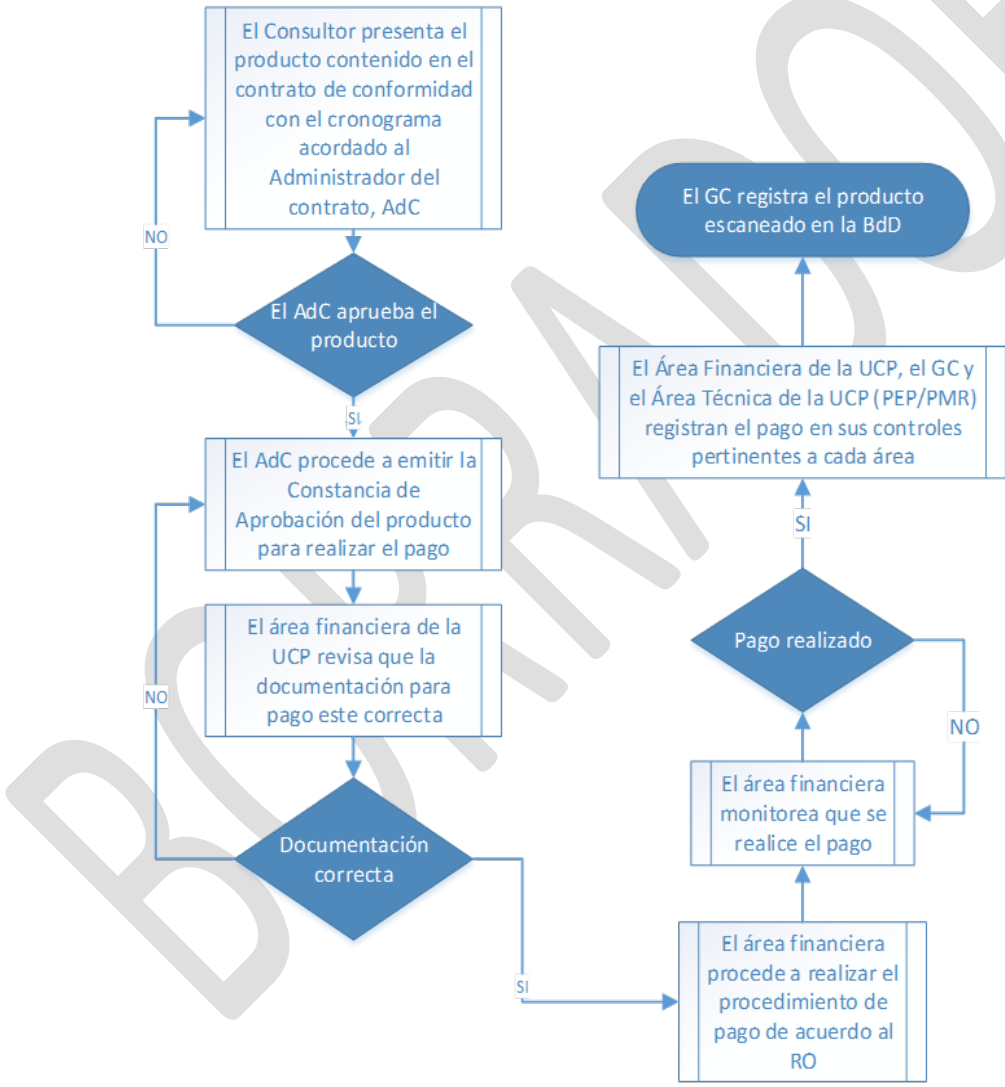 El Consultor presenta el
producto contenido en el
contrato de conformidad
con el cronograma
acordado al
Administrador del
contrato, AdC
NO
El AdC aprueba el
producto
SI
El AdC procede a emitir la
Constancia de
Aprobación del producto
para realizar el pago
El área financiera de la
UCP revisa que la
documentación para
pago este correcta
NO
Documentación
correcta
SI
El área financiera
procede a realizar el
procedimiento de
pago de acuerdo al
RO
El área financiera
monitorea que se
realice el pago
NO
Pago realizado
SI
El Área Financiera de la UCP, el GC y
el Área Técnica de la UCP (PEP/PMR)
registran el pago en sus controles
pertinentes a cada área
El GC registra el producto
escaneado en la BdD
BORRADOR